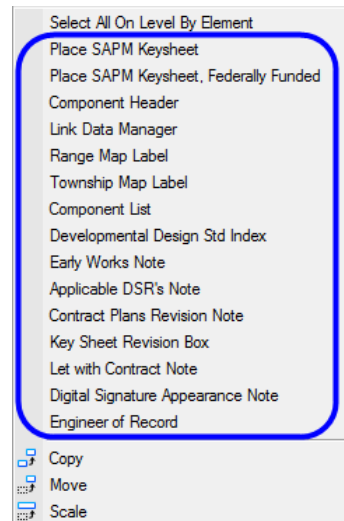 Select All On Level By Element
Place SAPM Keysheet
Place SAPM Keysheet, Federally Funded
Component Header
Link Data Manager
Range Map Label
Township Map Label
Component List
Developmental Design Std Index
Early Works Note
Applicable DSR's Note
Contract Plans Revision Note
Key Sheet Revision Box
Let with Contract Note
Digital Signature Appearance Note
Engineer of Record
Copy
Move
Scale